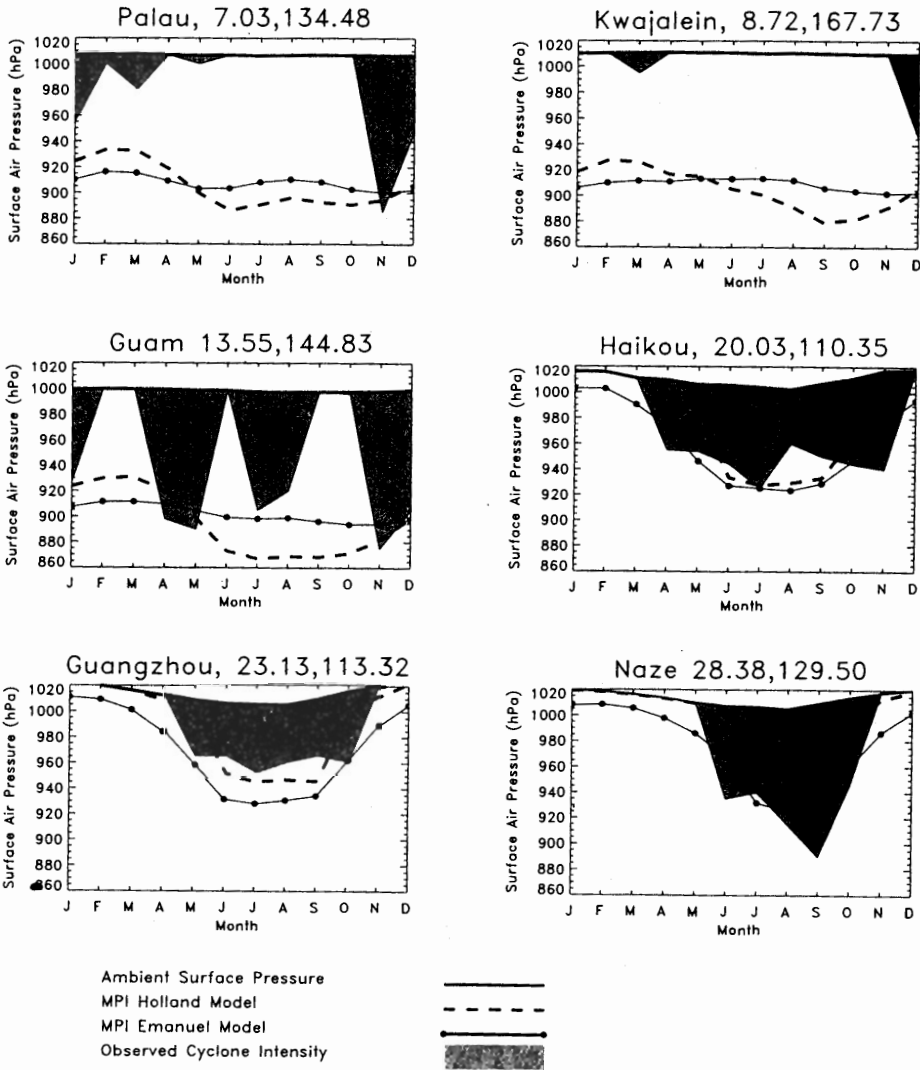 Palau, 7.03,134.48
Surface Air Pressure (hPa)
1020
1000
980
960
940
920
900
880
860
J F M A M J J A S O N D
Month
Kwajalein, 8.72,167.73
Surface Air Pressure (hPa)
1020
1000
980
960
940
920
900
880
860
J F M A M J J A S O N D
Month
Guam 13.55,144.83
Surface Air Pressure (hPa)
1020
1000
980
960
940
920
900
880
860
J F M A M J J A S O N D
Month
Haikou, 20.03,110.35
Surface Air Pressure (hPa)
1020
1000
980
960
940
920
900
880
860
J F M A M J J A S O N D
Month
Guangzhou, 23.13,113.32
Surface Air Pressure (hPa)
1020
1000
980
960
940
920
900
860
J F M A M J J A S O N D
Month
Naze 28.38,129.50
Surface Air Pressure (hPa)
1020
1000
980
960
940
920
900
880
860
J F M A M J J A S O N D
Month
Ambient Surface Pressure
MPI Holland Model
MPI Emanuel Model
Observed Cyclone Intensity